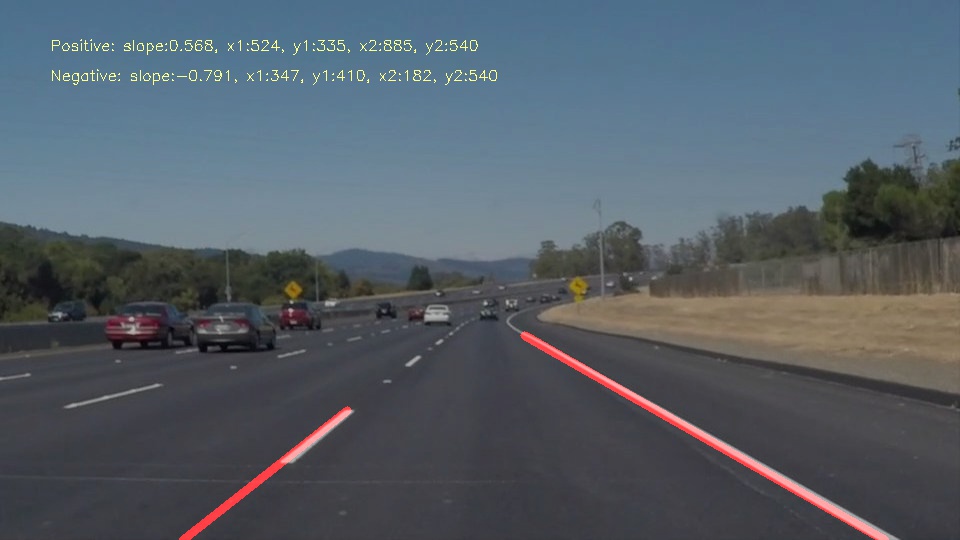 Positive: slope:0.568, x1:524, y1:335, x2:885, y2:540
Negative: slope:-0.791, x1:347, y1:410, x2:182, y2:540